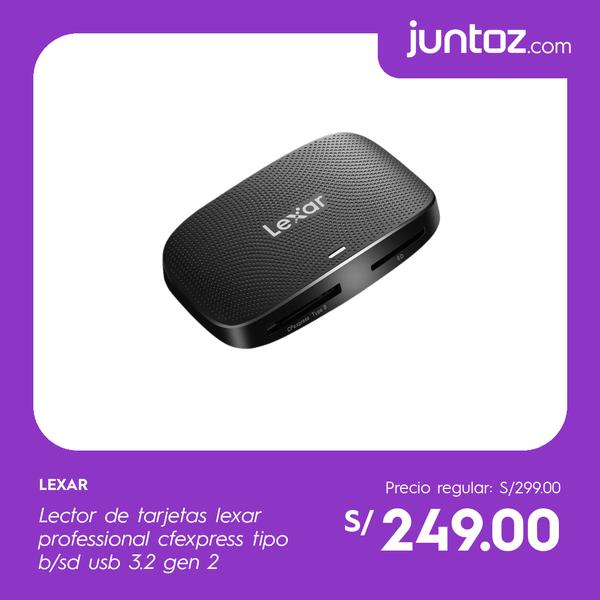 juntoz.com
Lexar
CFexpress Type B
SD
LEXAR
Lector de tarjetas lexar
professional cfexpress tipo
b/sd usb 3.2 gen 2
Precio regular: S/299.00
S/249.00